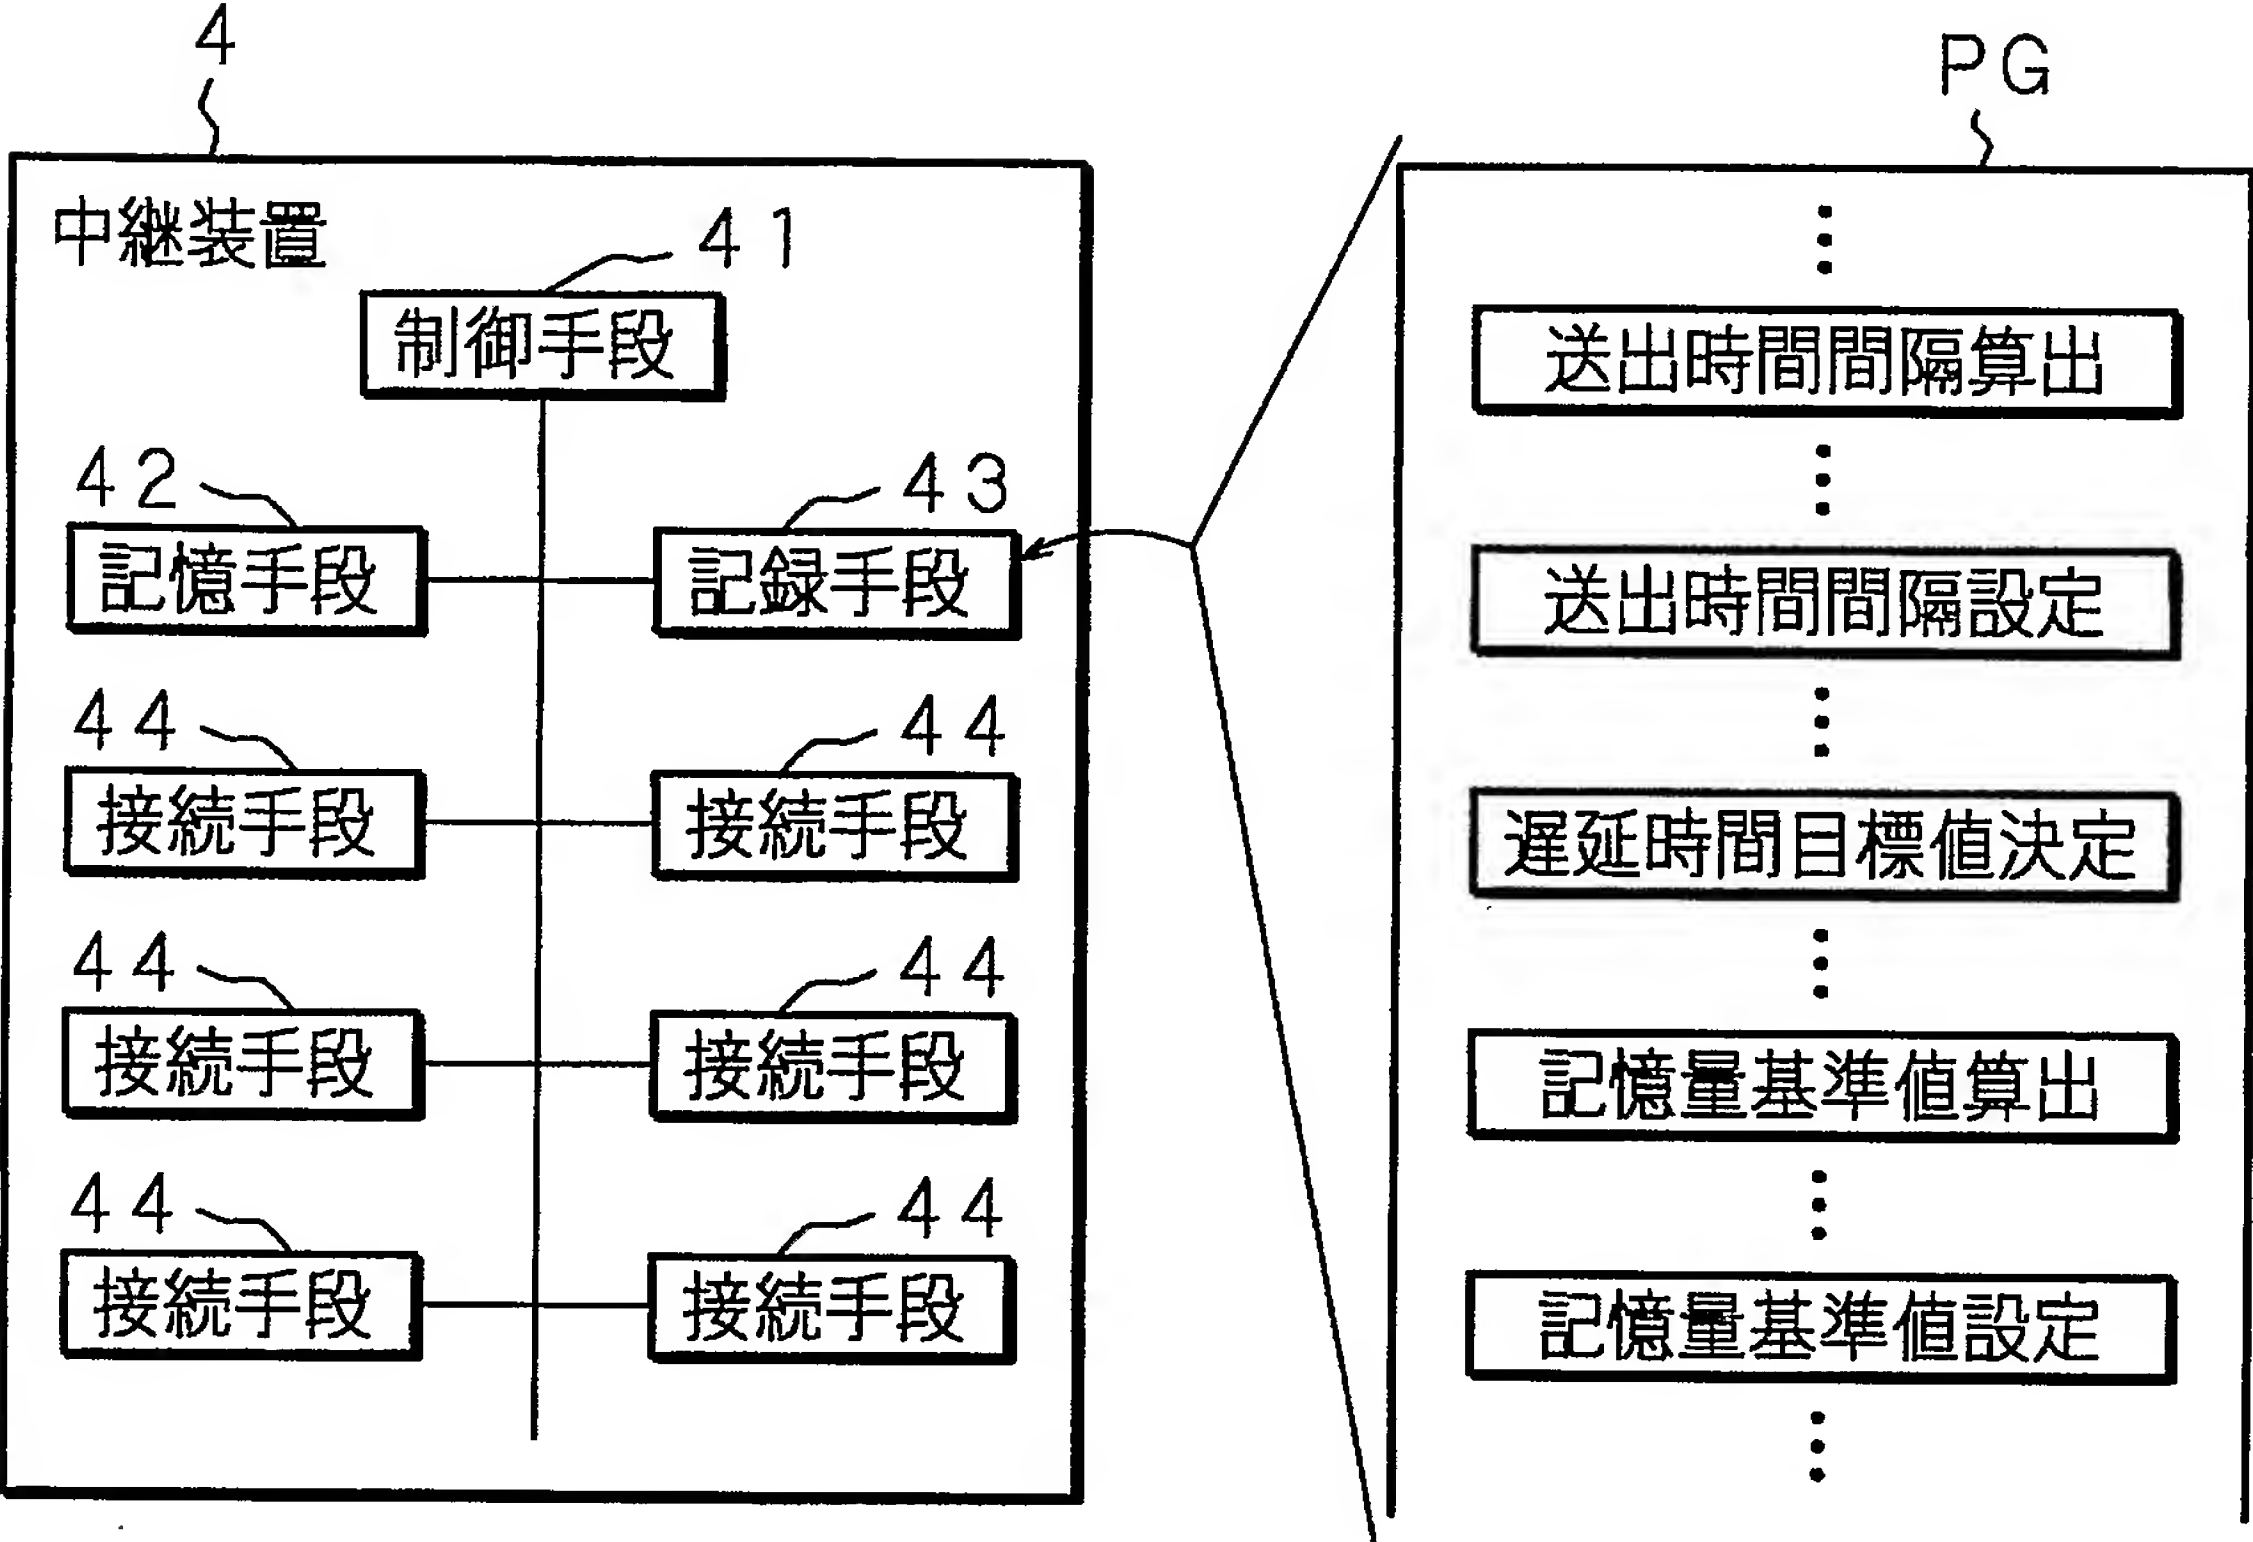 4
中継装置
41
制御手段
42
記憶手段
43
記録手段
44
接続手段
44
接続手段
44
接続手段
44
接続手段
44
接続手段
44
接続手段
PG
送出時間間隔算出
送出時間間隔設定
遅延時間目標値決定
記憶量基準値算出
記憶量基準値設定